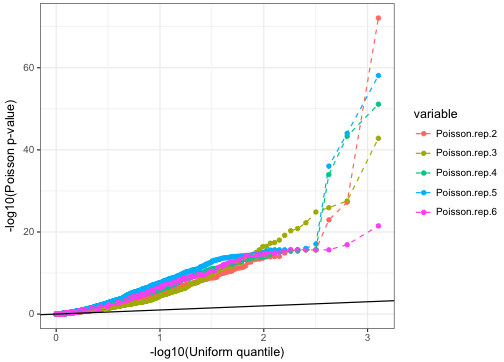 60
40
20
0
-log10(Poisson p-value)
0
1
2
3
-log10(Uniform quantile)
variable
Poisson.rep.2
Poisson.rep.3
Poisson.rep.4
Poisson.rep.5
Poisson.rep.6